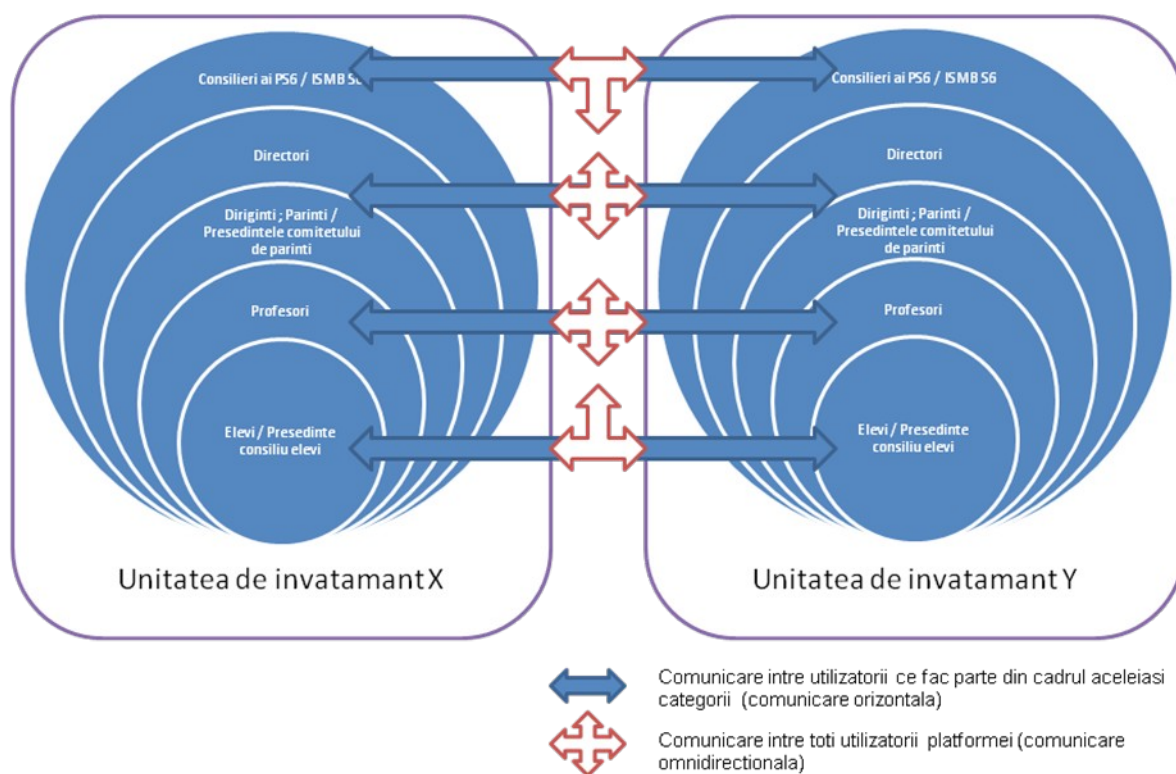 Consilieri ai PS6 / ISMB S6
Directori
Diriginti ; Parinti /
Presedintele comitetului
de parinti
Profesori
Elevi / Presedinte
consiliu elevi
Unitatea de invatamant X
Consilieri ai PS6 / ISMB S6
Directori
Diriginti ; Parinti /
Presedintele comitetului
de parinti
Profesori
Elevi / Presedinte
consiliu elevi
Unitatea de invatamant Y
Comunicare intre utilizatorii ce fac parte din cadrul aceleiasi
categorii (comunicare orizontala)
Comunicare intre toti utilizatorii platformei (comunicare
omnidirectionala)